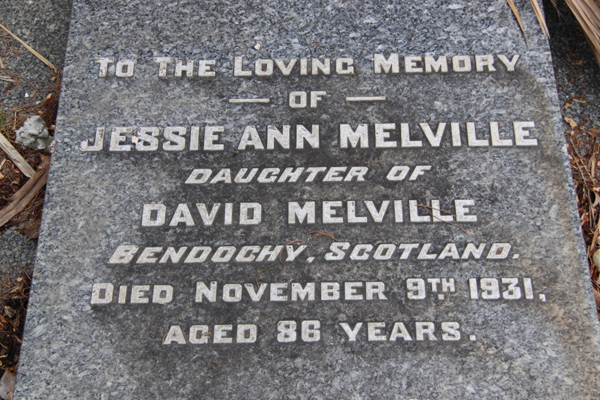 TO THE LOVING MEMORY
— OF —
JESSIE ANN MELVILLE
DAUGHTER OF
DAVID MELVILLE
BENDOCHY, SCOTLAND.
DIED NOVEMBER 9TH 1931,
AGED 86 YEARS.